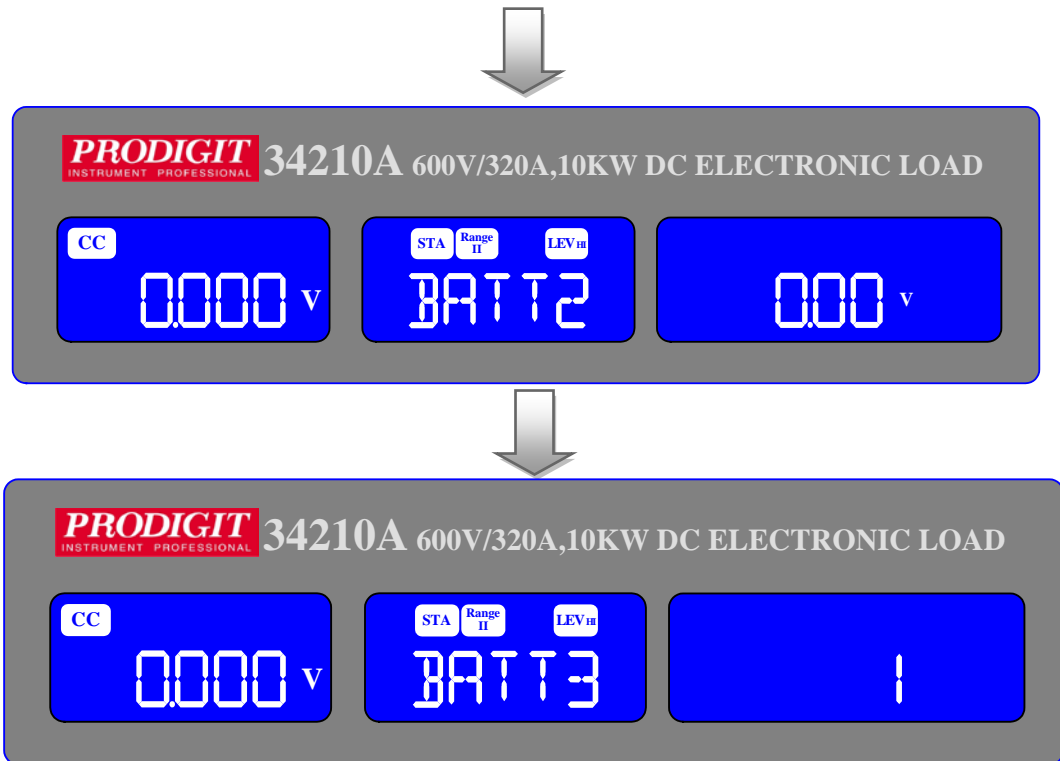 PRODIGIT
INSTRUMENT PROFESSIONAL
34210A 600V/320A,10KW DC ELECTRONIC LOAD
CC
0.000 V
STA Range II LEV HI
BATT2
0.00 V
PRODIGIT
INSTRUMENT PROFESSIONAL
34210A 600V/320A,10KW DC ELECTRONIC LOAD
CC
0.000 V
STA Range II LEV HI
BATT3
1